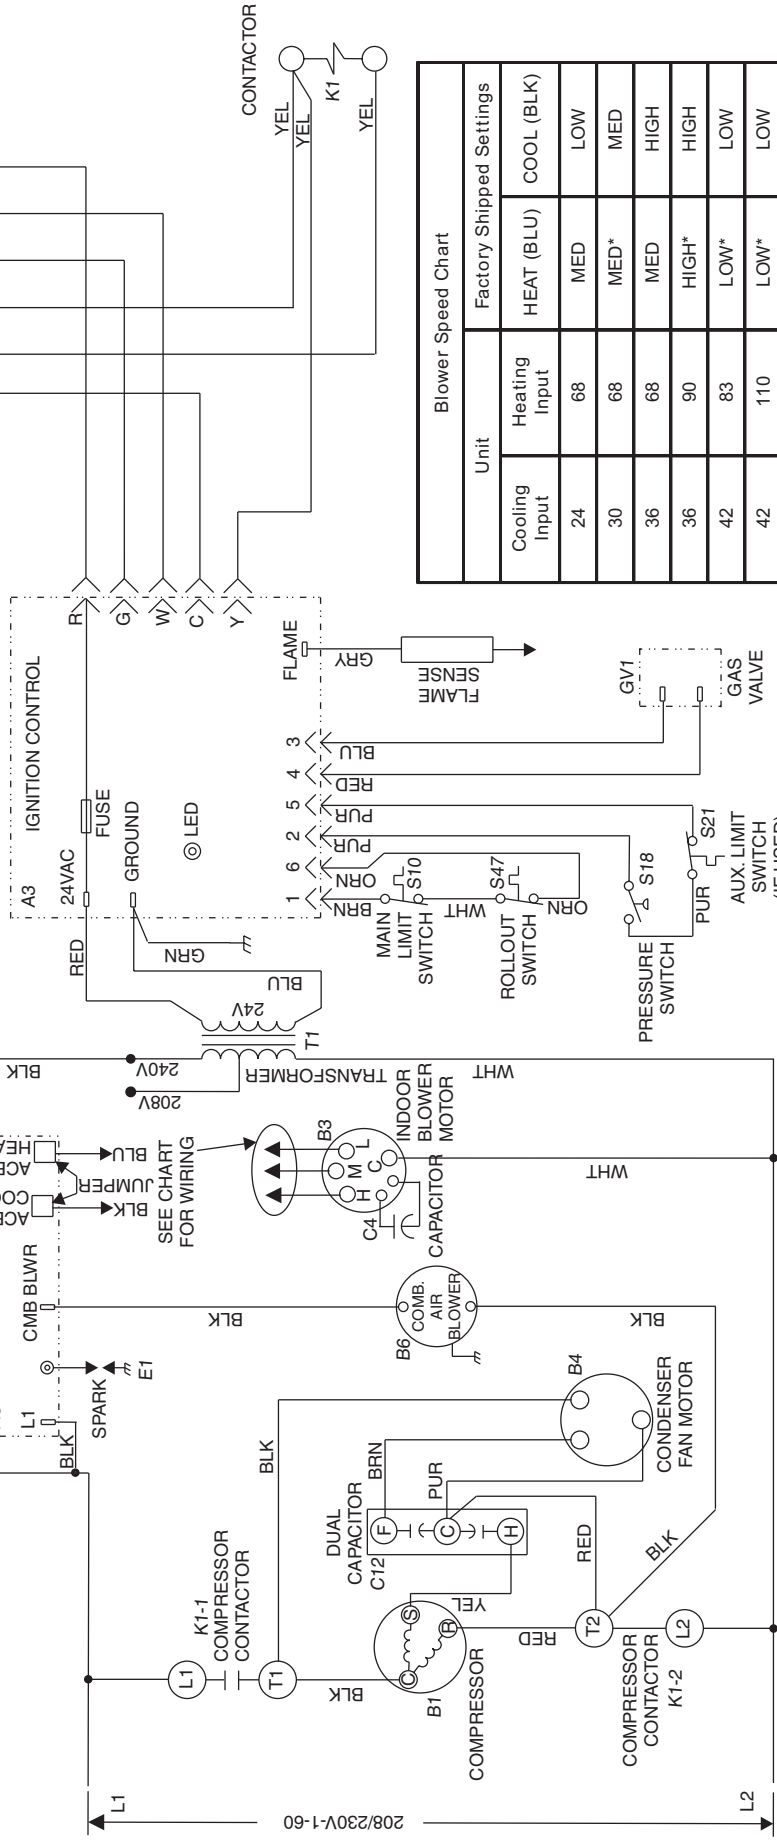 CONTACTOR
YEL
YEL
K1
YEL
Blower Speed Chart
Unit
Factory Shipped Settings
Cooling Input
Heating Input
HEAT (BLU)
COOL (BLK)
24 68 MED LOW
30 68 MED* MED
36 68 MED HIGH
36 90 HIGH* HIGH
42 83 LOW* LOW
42 110 LOW* LOW
A3
IGNITION CONTROL
24VAC
FUSE
GROUND
LED
R
G
W
C
Y
FLAME
GRY
FLAME
SENSE
1
6
2
5
4
3
BRN
ORN
PUR
PUR
RED
BLU
GV1
GAS
VALVE
MAIN
LIMIT
SWITCH
S10
WHT
ROLLOUT
SWITCH
S47
ORN
PRESSURE
SWITCH
S18
PUR
S21
AUX. LIMIT
SWITCH
RED
GRN
BLU
24V
T1
TRANSFORMER
240V
208V
BLK
WHT
BLU
JUMPER
BLK
SEE CHART
FOR WIRING
B3
L
M
H
C
INDOOR
BLOWER
MOTOR
C4
CAPACITOR
WHT
CMB BLWR
BLK
B6
COMB.
AIR
BLOWER
BLK
SPARK
E1
L1
BLK
BLK
B4
CONDENSER
FAN MOTOR
BRN
PUR
DUAL
CAPACITOR
C12
F
C
H
YEL
RED
BLK
K1-1
COMPRESSOR
CONTACTOR
L1
T1
BLK
B1
COMPRESSOR
S
R
C
RED
T2
L2
COMPRESSOR
CONTACTOR
K1-2
L1
208/230V-1-60
L2